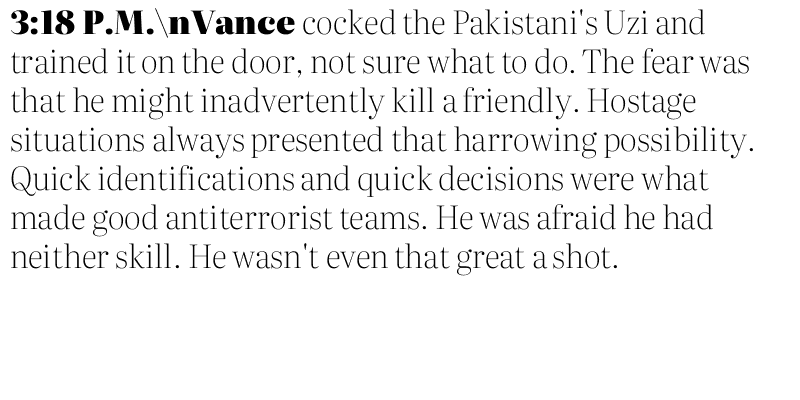 3:18 P.M.\nVance cocked the Pakistani's Uzi and
trained it on the door, not sure what to do. The fear was
that he might inadvertently kill a friendly. Hostage
situations always presented that harrowing possibility.
Quick identifications and quick decisions were what
made good antiterrorist teams. He was afraid he had
neither skill. He wasn't even that great a shot.